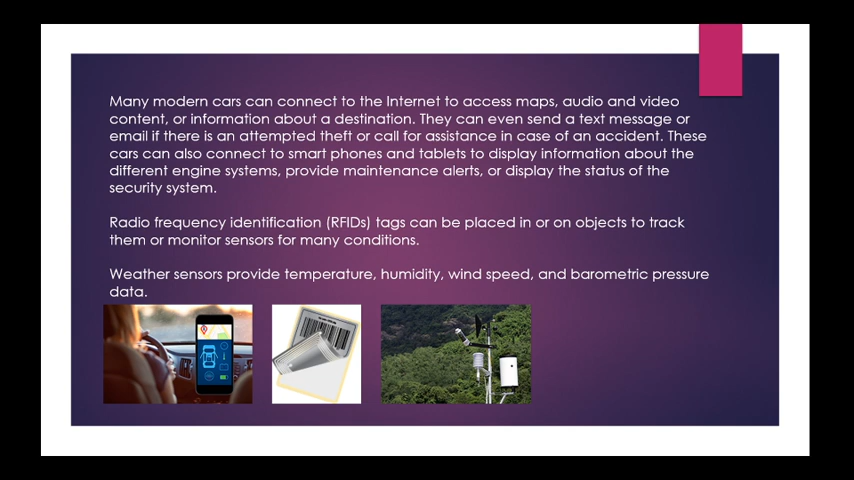 Many modern cars can connect to the Internet to access maps, audio and video
content, or information about a destination. They can even send a text message or
email if there is an attempted theft or call for assistance in case of an accident. These
cars can also connect to smart phones and tablets to display information about the
different engine systems, provide maintenance alerts, or display the status of the
security system.
Radio frequency identification (RFIDs) tags can be placed in or on objects to track
them or monitor sensors for many conditions.
Weather sensors provide temperature, humidity, wind speed, and barometric pressure
data.